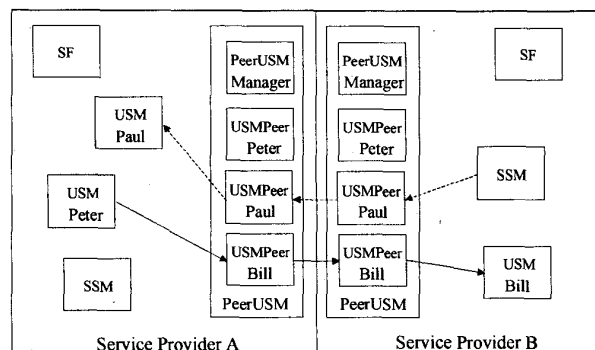 SF
USM
Paul
USM
Peter
SSM
PeerUSM
Manager
USMPeer
Peter
USMPeer
Paul
USMPeer
Bill
PeerUSM
Service Provider A
PeerUSM
Manager
USMPeer
Peter
USMPeer
Paul
USMPeer
Bill
PeerUSM
SF
SSM
USM
Bill
Service Provider B